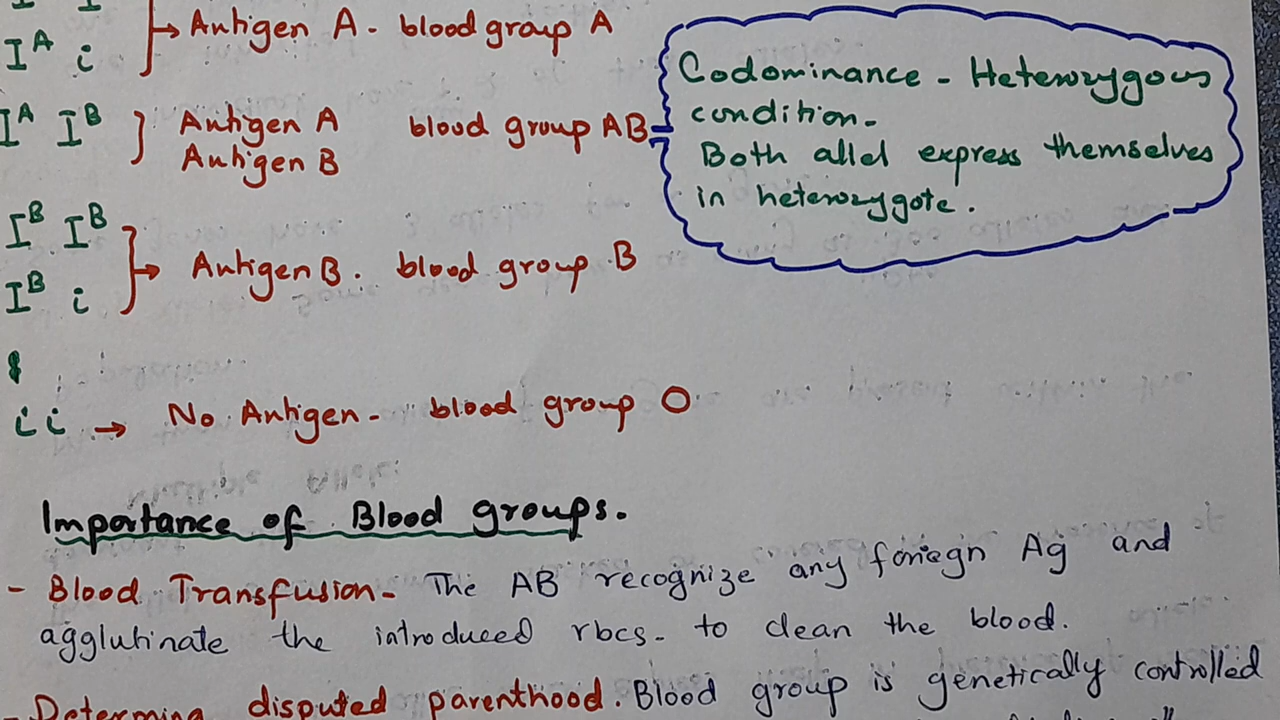 I^A i
Antigen A - blood group A
I^A I^B
Antigen A
Antigen B
blood group AB
Codominance - Heterozygous
condition.
Both allel express themselves
in heterozygote.
I^B I^B
I^B i
Antigen B. blood group B
i i → No Antigen - blood group O
Importance of Blood groups.
- Blood Transfusion - The AB recognize any foriegn Ag and
agglutinate the introduced rbcs - to clean the blood.
- Determing disputed parenthood. Blood group is genetically controlled